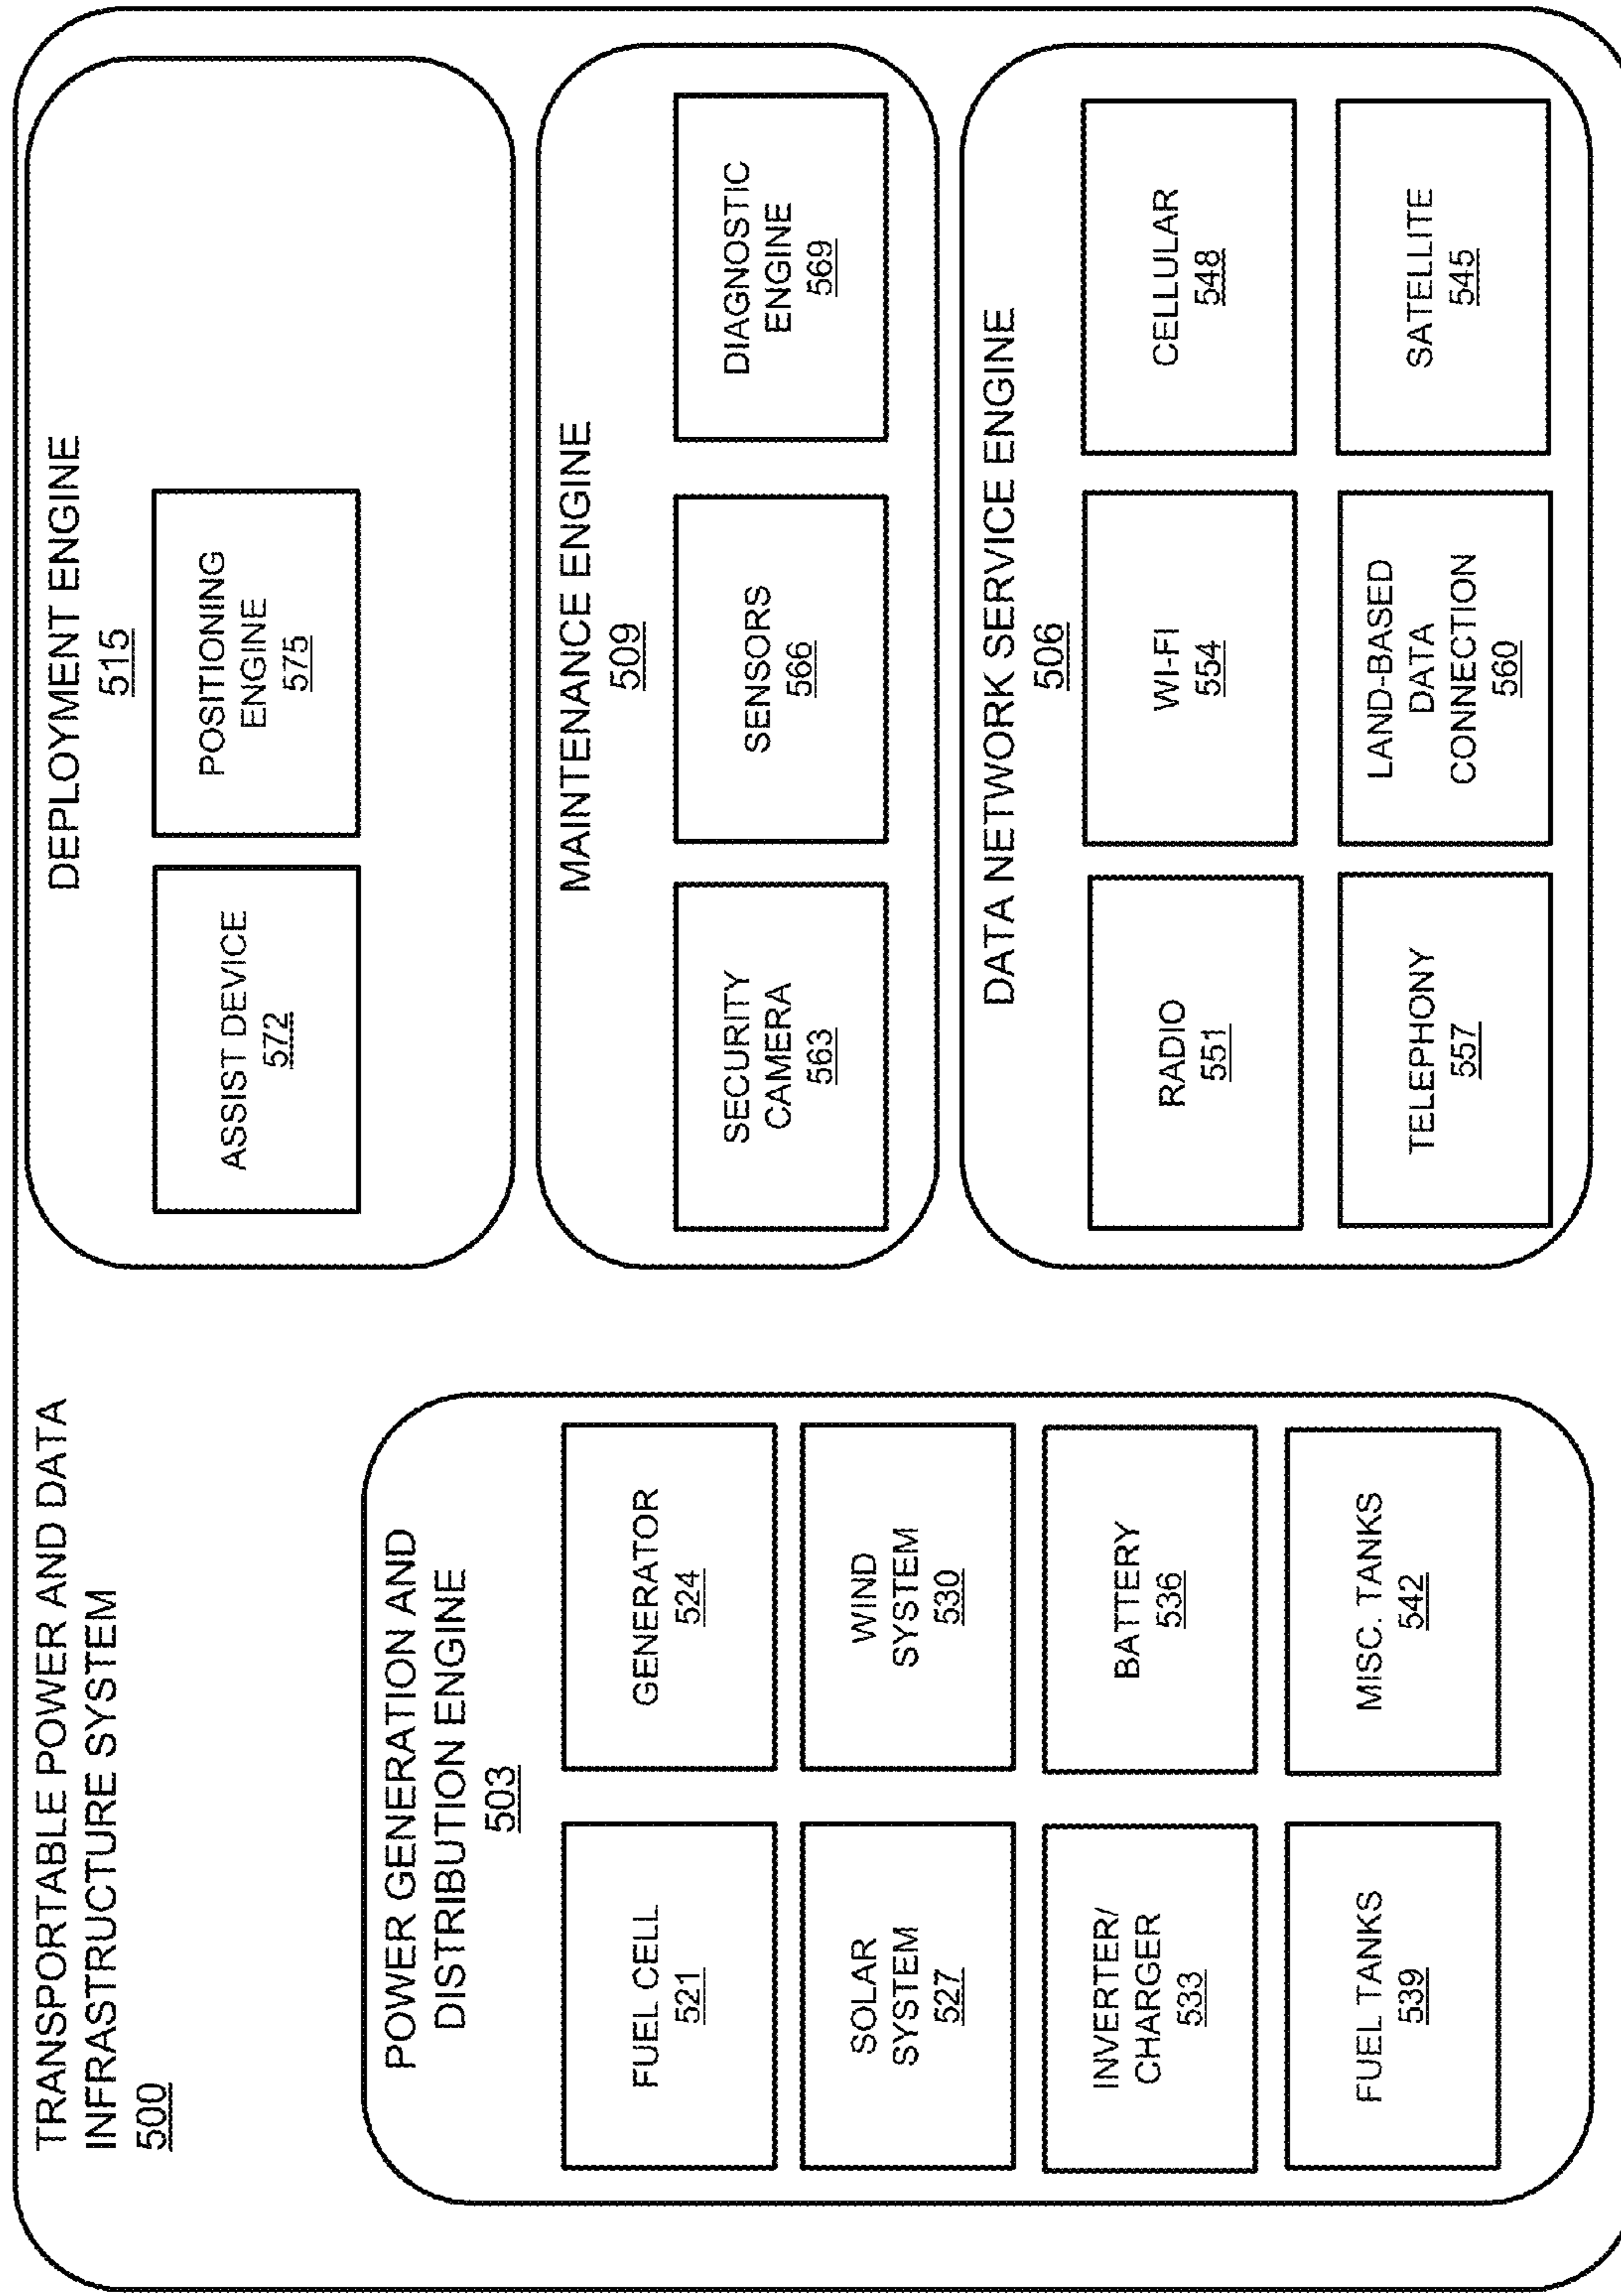 TRANSPORTABLE POWER AND DATA
INFRASTRUCTURE SYSTEM
500
POWER GENERATION AND
DISTRIBUTION ENGINE
503
FUEL CELL
521
GENERATOR
524
SOLAR
SYSTEM
527
WIND
SYSTEM
530
INVERTER/
CHARGER
533
BATTERY
536
FUEL TANKS
539
MISC. TANKS
542
DEPLOYMENT ENGINE
515
ASSIST DEVICE
572
POSITIONING
ENGINE
575
MAINTENANCE ENGINE
509
SECURITY
CAMERA
563
SENSORS
566
DIAGNOSTIC
ENGINE
569
DATA NETWORK SERVICE ENGINE
506
RADIO
551
WI-FI
554
CELLULAR
548
TELEPHONY
557
LAND-BASED
DATA
CONNECTION
560
SATELLITE
545